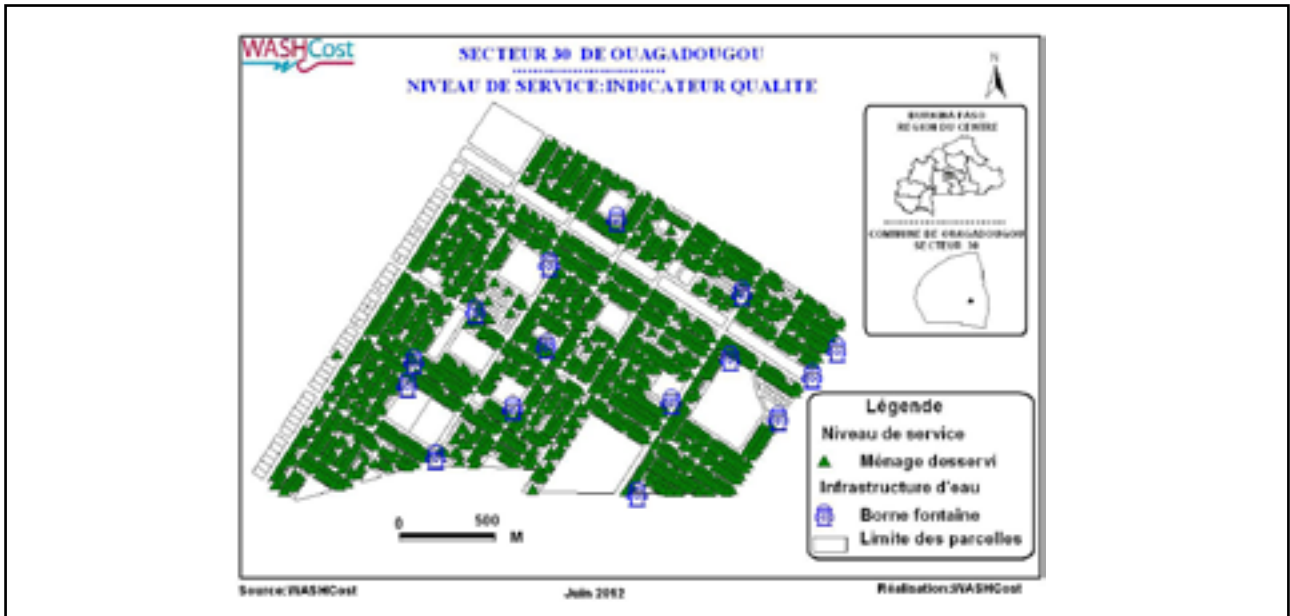 WASHCost
SECTEUR 30 DE OUAGADOUGOU
NIVEAU DE SERVICE:INDICATEUR QUALITE
N
BURKINA FASO
REGION DU CENTRE
COMMUNE DE OUAGADOUGOU
SECTEUR 30
Légende
Niveau de service
Ménage desservi
Infrastructure d'eau
Borne fontaine
Limite des parcelles
0 500 M
Source:WASHCost
Juin 2012
Réalisation:WASHCost